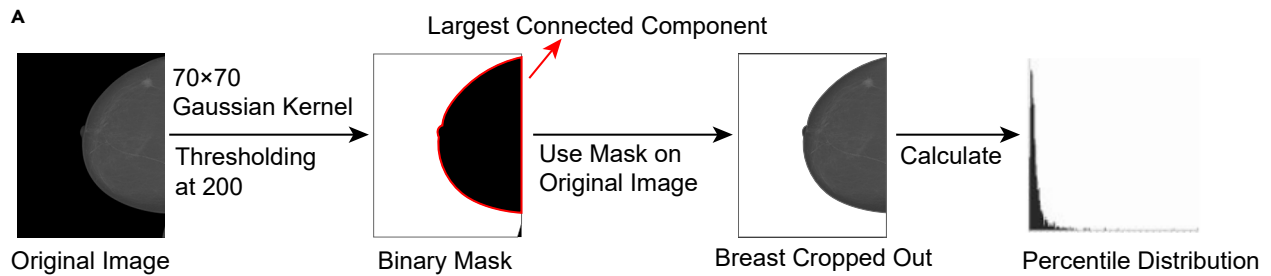 A
Largest Connected Component
70×70
Gaussian Kernel
Thresholding
at 200
Use Mask on
Original Image
Calculate
Original Image
Binary Mask
Breast Cropped Out
Percentile Distribution